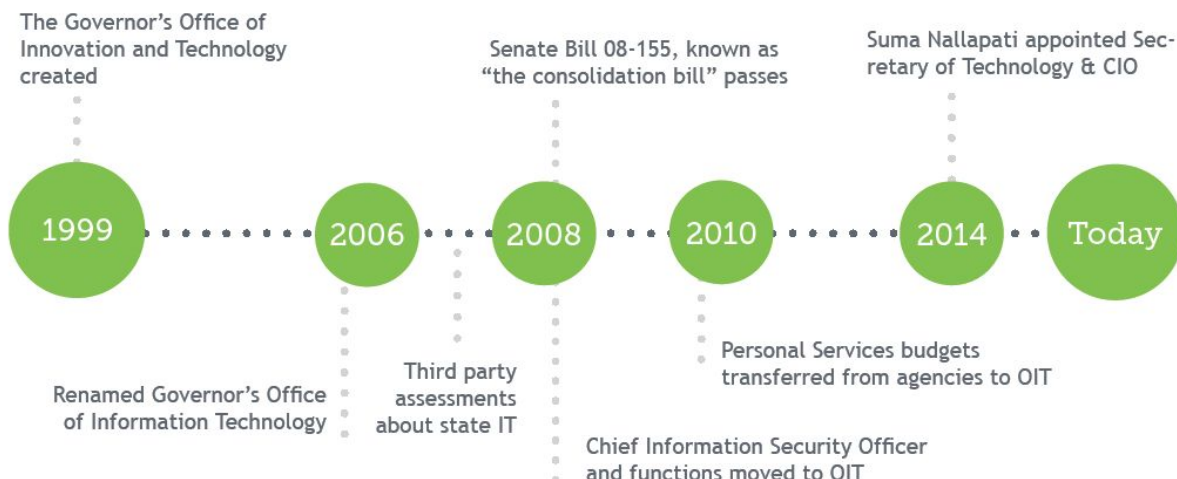 The Governor’s Office of
Innovation and Technology
created
Senate Bill 08-155, known as
“the consolidation bill” passes
Suma Nallapati appointed Sec-
retary of Technology & CIO
1999
2006
2008
2010
2014
Today
Renamed Governor’s Office
of Information Technology
Third party
assessments
about state IT
Personal Services budgets
transferred from agencies to OIT
Chief Information Security Officer
and functions moved to OIT